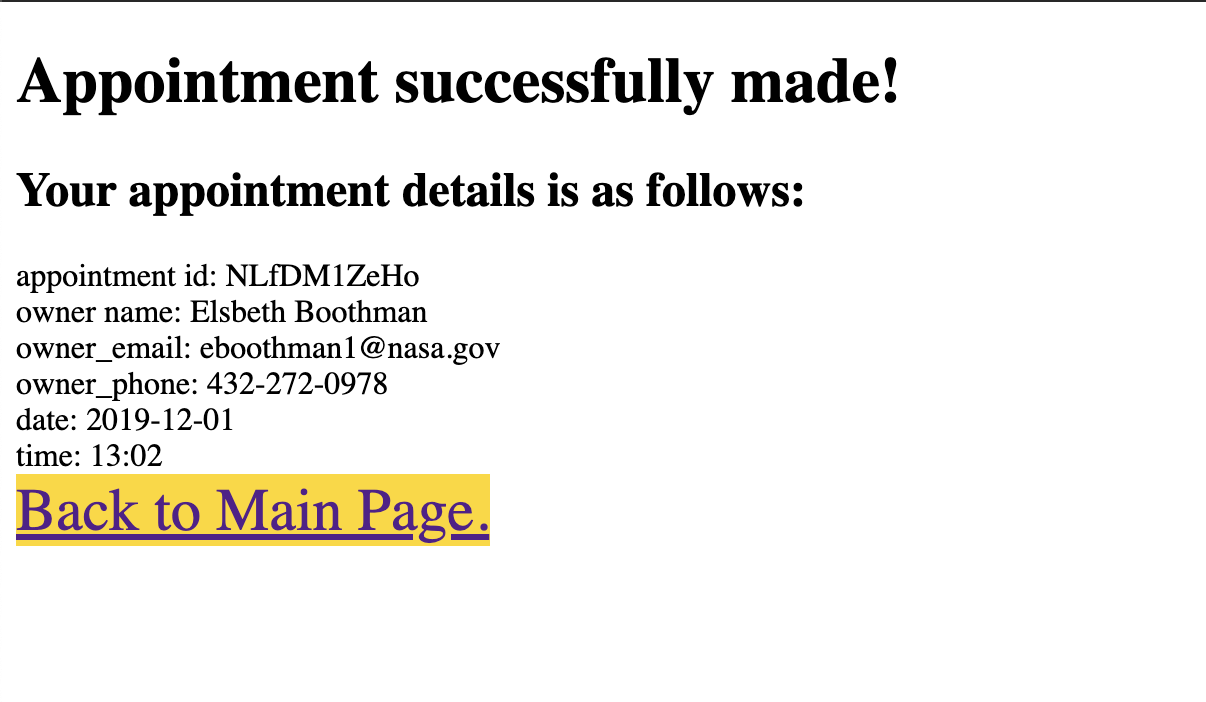 Appointment successfully made!
Your appointment details is as follows:
appointment id: NLfDM1ZeHo
owner name: Elsbeth Boothman
owner_email: eboothman1@nasa.gov
owner_phone: 432-272-0978
date: 2019-12-01
time: 13:02
Back to Main Page.